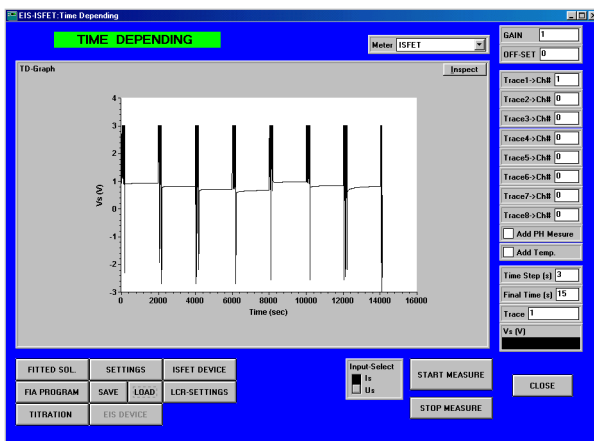 EIS-ISFET:Time Depending
TIME DEPENDING
Meter ISFET
GAIN 1
OFF-SET 0
TD-Graph
Inspect
Trace1->Ch# 1
Trace2->Ch# 0
Trace3->Ch# 0
Trace4->Ch# 0
Trace5->Ch# 0
Trace6->Ch# 0
Trace7->Ch# 0
Trace8->Ch# 0
Add PH Mesure
Add Temp.
Time Step (s) 3
Final Time (s) 15
Trace 1
Vs (V)
4
3
2
1
0
-1
-2
-3
Vs (V)
0 2000 4000 6000 8000 10000 12000 14000 16000
Time (sec)
FITTED SOL. SETTINGS ISFET DEVICE
FIA PROGRAM SAVE LOAD LCR-SETTINGS
TITRATION EIS DEVICE
Input-Select
Is
Us
START MEASURE
STOP MEASURE
CLOSE